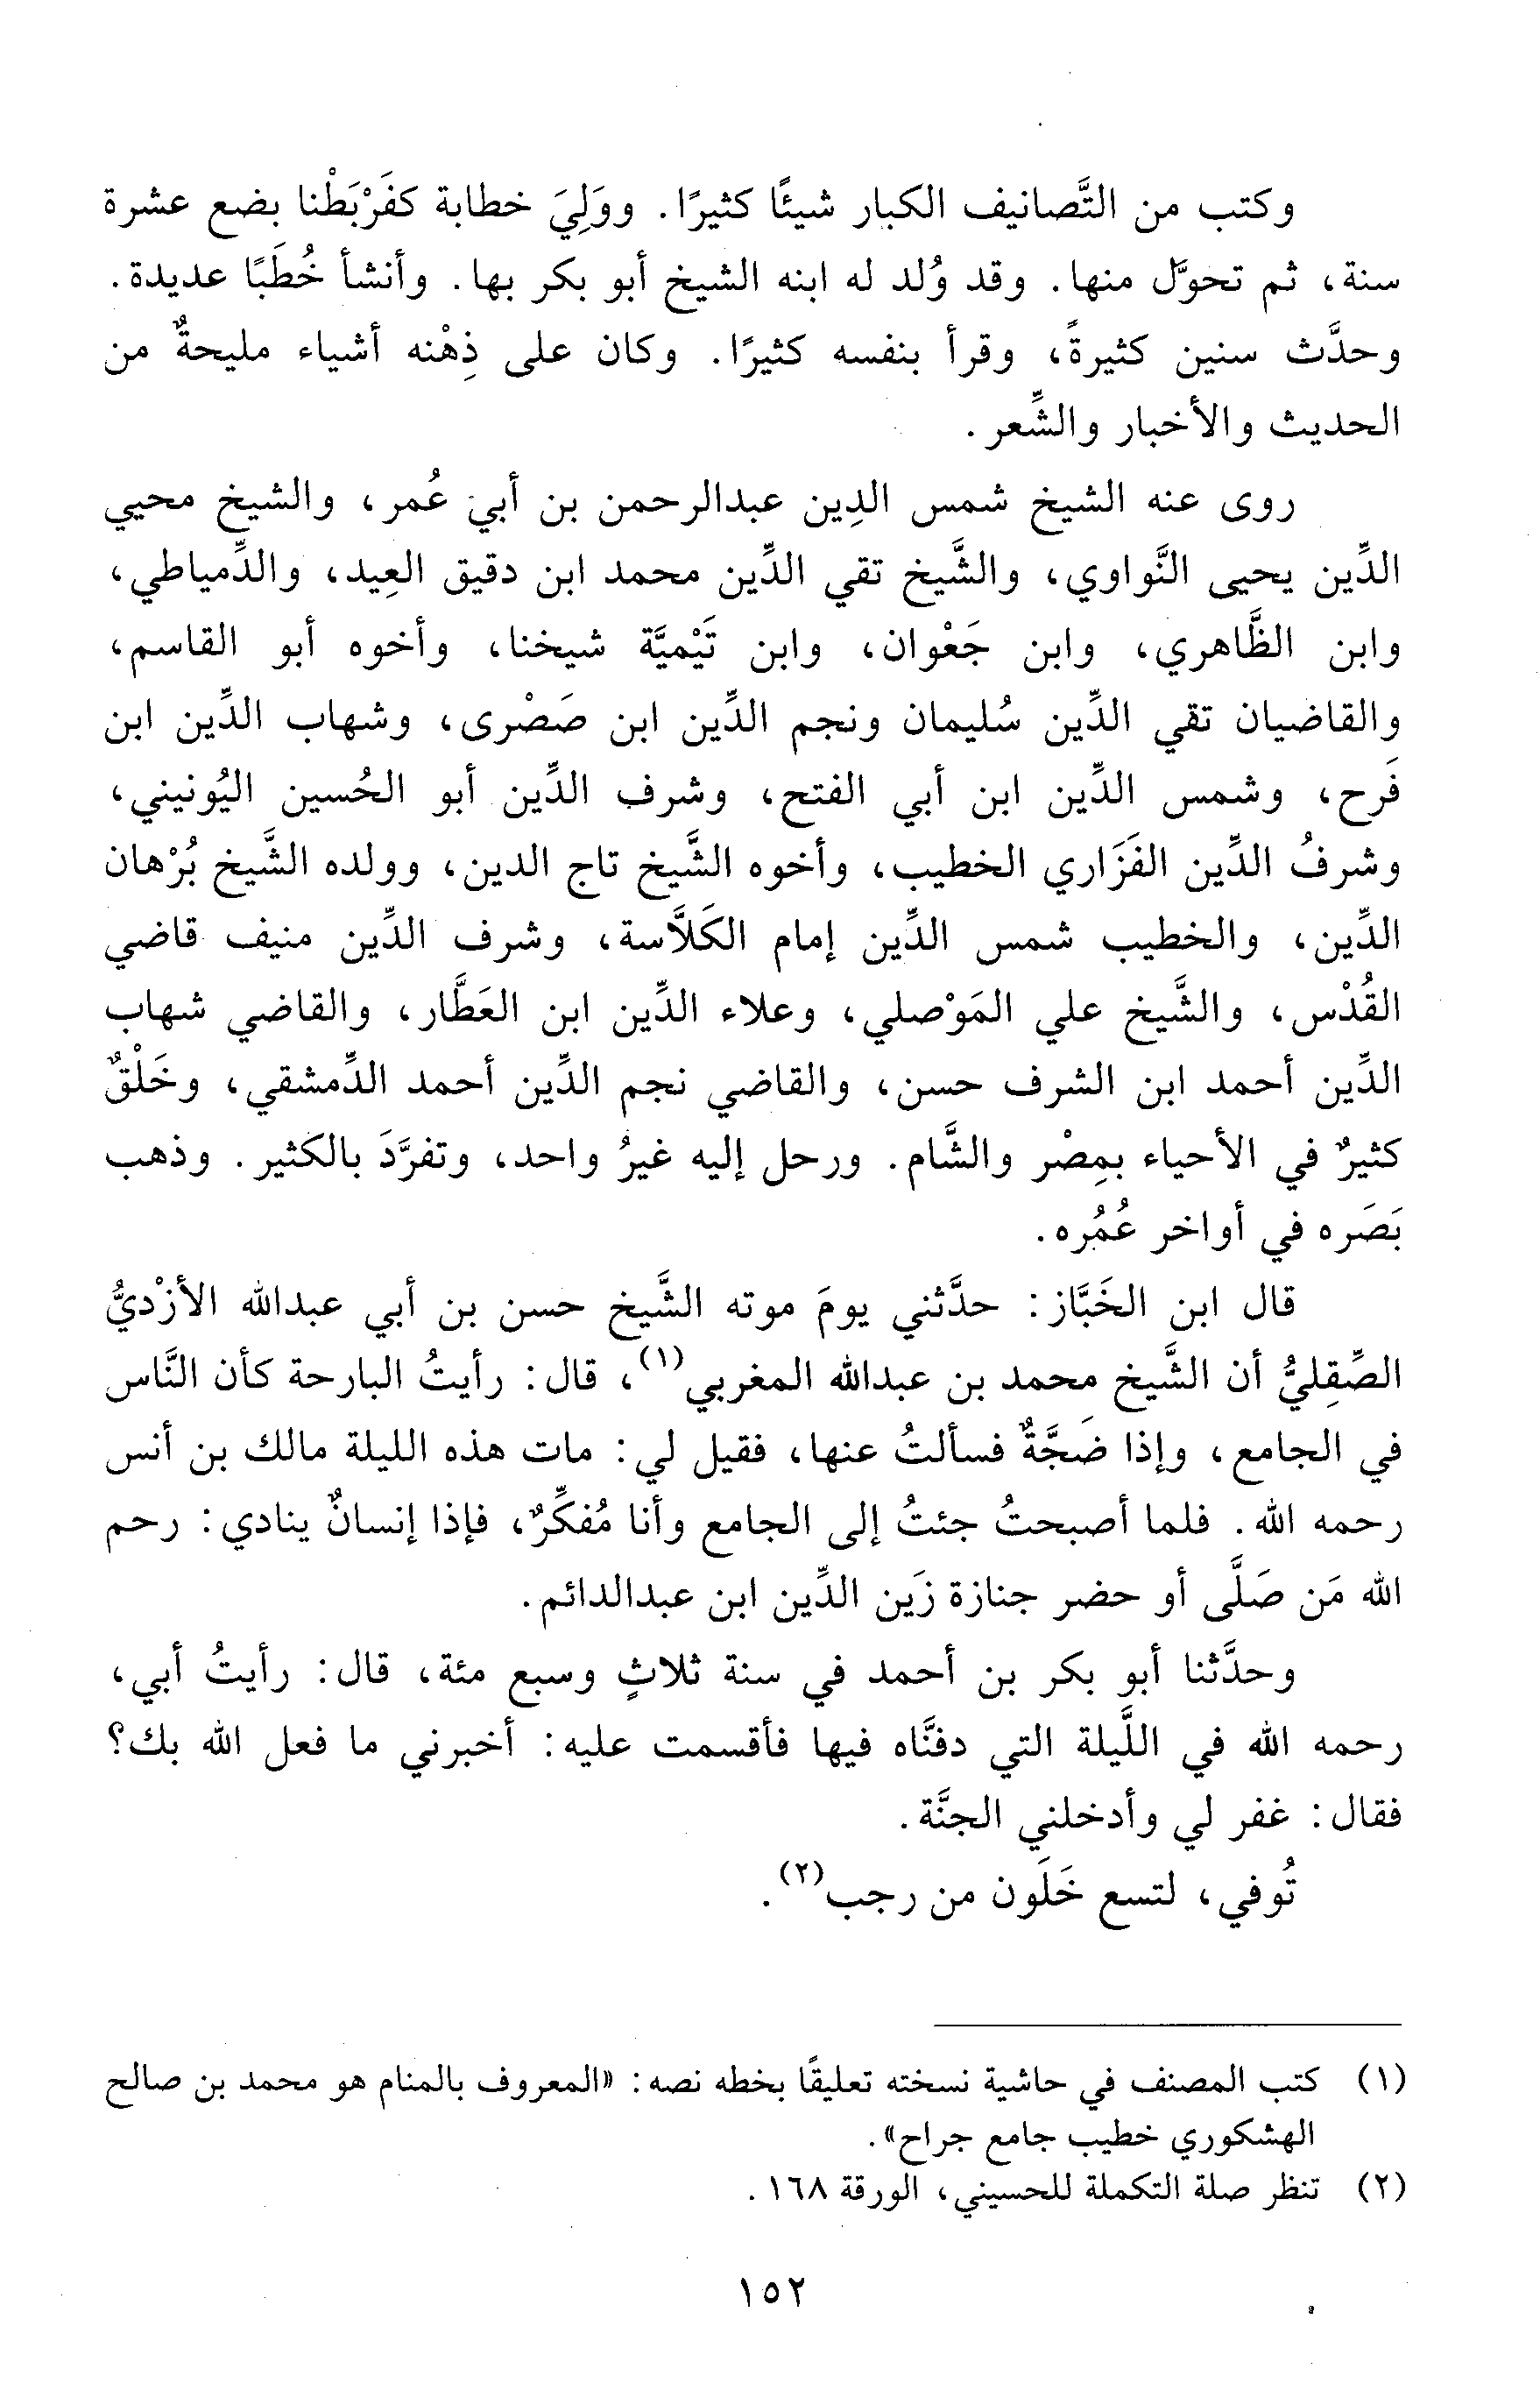 وكتب من التَّصانيف الكبار شيئًا كثيرًا. ووَلِيَ خطابة كفَرْبَطْنا بضع عشرة
سنة، ثم تحوَّل منها. وقد وُلد له ابنه الشيخ أبو بكر بها. وأنشأ خُطَبًا عديدة.
وحدَّث سنين كثيرةً، وقرأ بنفسه كثيرًا. وكان على ذِهْنه أشياء مليحةٌ من
الحديث والأخبار والشِّعر.
روى عنه الشيخ شمس الدِين عبدالرحمن بن أبي عُمر، والشيخ محيي
الدِّين يحيى النَّواوي، والشَّيخ تقي الدِّين محمد ابن دقيق العِيد، والدِّمياطي،
وابن الظَّاهري، وابن جَعْوان، وابن تَيْميَّة شيخنا، وأخوه أبو القاسم،
والقاضيان تقي الدِّين سُليمان ونجم الدِّين ابن صَصْرى، وشهاب الدِّين ابن
فَرح، وشمس الدِّين ابن أبي الفتح، وشرف الدِّين أبو الحُسين اليُونيني،
وشرفُ الدِّين الفَزَاري الخطيب، وأخوه الشَّيخ تاج الدين، وولده الشَّيخ بُرْهان
الدِّين، والخطيب شمس الدِّين إمام الكَلاَّسة، وشرف الدِّين منيف قاضي
القُدْس، والشَّيخ علي المَوْصلي، وعلاء الدِّين ابن العَطَّار، والقاضي شهاب
الدِّين أحمد ابن الشرف حسن، والقاضي نجم الدِّين أحمد الدِّمشقي، وخَلْقٌ
كثيرٌ في الأحياء بمِصْر والشَّام. ورحل إليه غيرُ واحد، وتفرَّدَ بالكثير. وذهب
بَصَره في أواخر عُمُره.
قال ابن الخَبَّاز: حدَّثني يومَ موته الشَّيخ حسن بن أبي عبدالله الأزْديُّ
الصِّقِليُّ أن الشَّيخ محمد بن عبدالله المغربي(١)، قال: رأيتُ البارحة كأن النَّاس
في الجامع، وإذا ضَجَّةٌ فسألتُ عنها، فقيل لي: مات هذه الليلة مالك بن أنس
رحمه الله. فلما أصبحتُ جئتُ إلى الجامع وأنا مُفكِّرٌ، فإذا إنسانٌ ينادي: رحم
الله مَن صَلَّى أو حضر جنازة زَين الدِّين ابن عبدالدائم.
وحدَّثنا أبو بكر بن أحمد في سنة ثلاثٍ وسبع مئة، قال: رأيتُ أبي،
رحمه الله في اللَّيلة التي دفنَّاه فيها فأقسمت عليه: أخبرني ما فعل الله بك؟
فقال: غفر لي وأدخلني الجنَّة.
تُوفي، لتسع خَلَون من رجب(٢).
(١) كتب المصنف في حاشية نسخته تعليقًا بخطه نصه: «المعروف بالمنام هو محمد بن صالح
الهشكوري خطيب جامع جراح».
(٢) تنظر صلة التكملة للحسيني، الورقة ١٦٨.
١٥٢